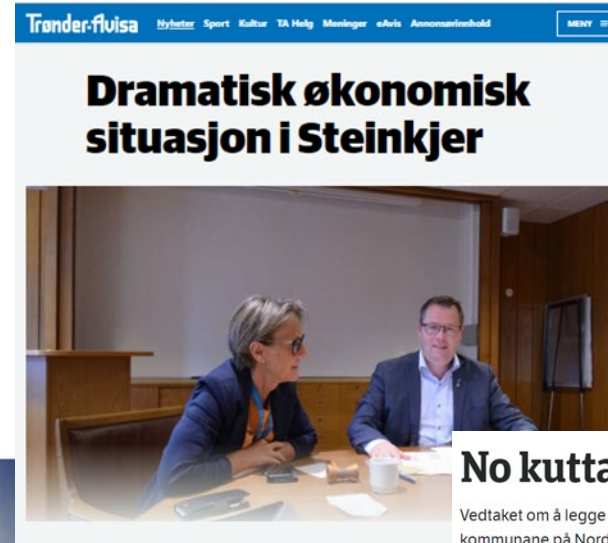 Trønder-Avisa Nyheter Sport Kultur TA Helg Meninger eAvis Annonsørinnhold MENY
Dramatisk økonomisk
situasjon i Steinkjer
No kutta
Vedtaket om å legge
kommunane på Nord